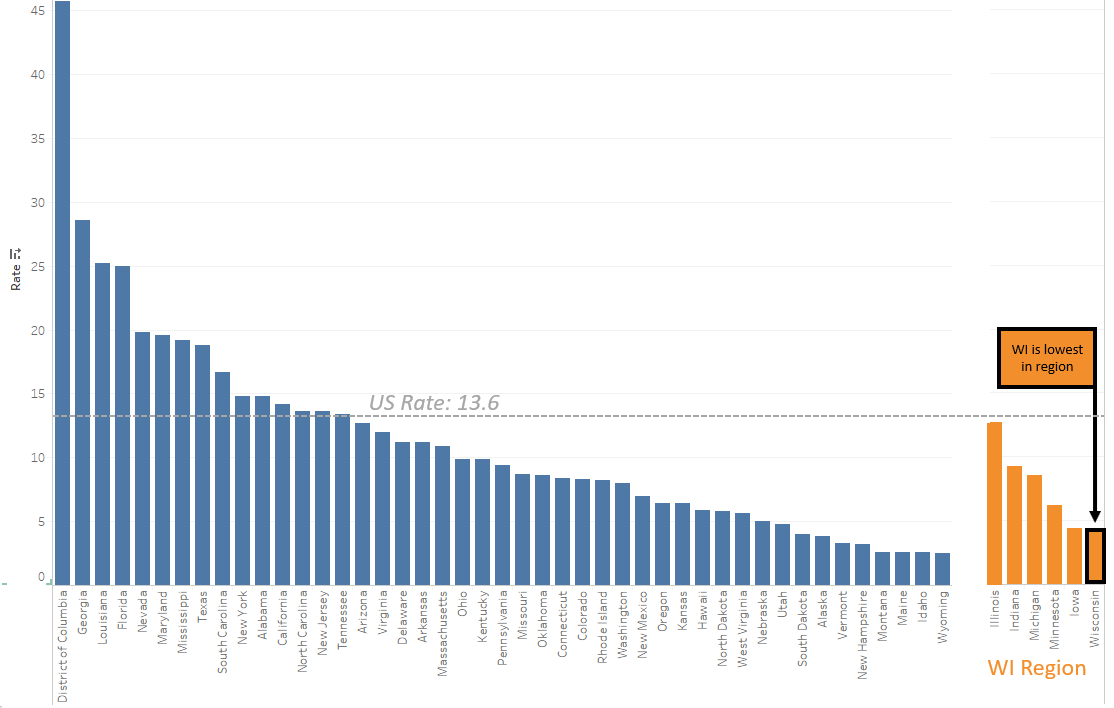 45
40
35
30
25
20
15
10
5
0
Rate
US Rate: 13.6
WI is lowest
in region
District of Columbia
Georgia
Louisiana
Florida
Nevada
Maryland
Mississippi
Texas
South Carolina
New York
Alabama
California
North Carolina
New Jersey
Tennessee
Arizona
Virginia
Delaware
Arkansas
Massachusetts
Ohio
Kentucky
Pennsylvania
Missouri
Oklahoma
Connecticut
Colorado
Rhode Island
Washington
New Mexico
Oregon
Kansas
Hawaii
North Dakota
West Virginia
Nebraska
Utah
South Dakota
Alaska
Vermont
New Hampshire
Montana
Maine
Idaho
Wyoming
Illinois
Indiana
Michigan
Minnesota
Iowa
Wisconsin
WI Region